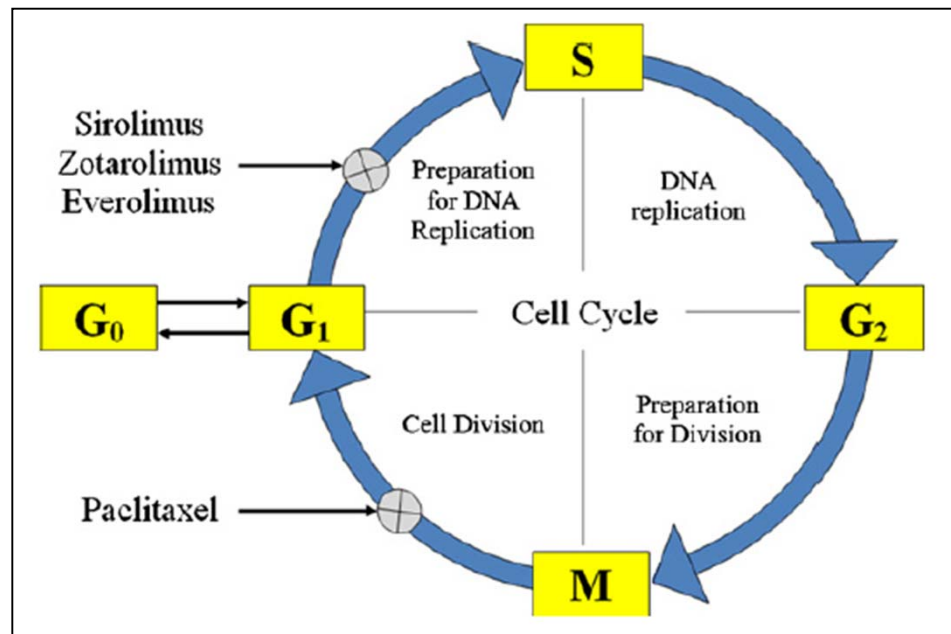 S
Sirolimus
Zotarolimus
Everolimus
Preparation
for DNA
Replication
DNA
replication
G₀
G₁
Cell Cycle
G₂
Cell Division
Preparation
for Division
Paclitaxel
M